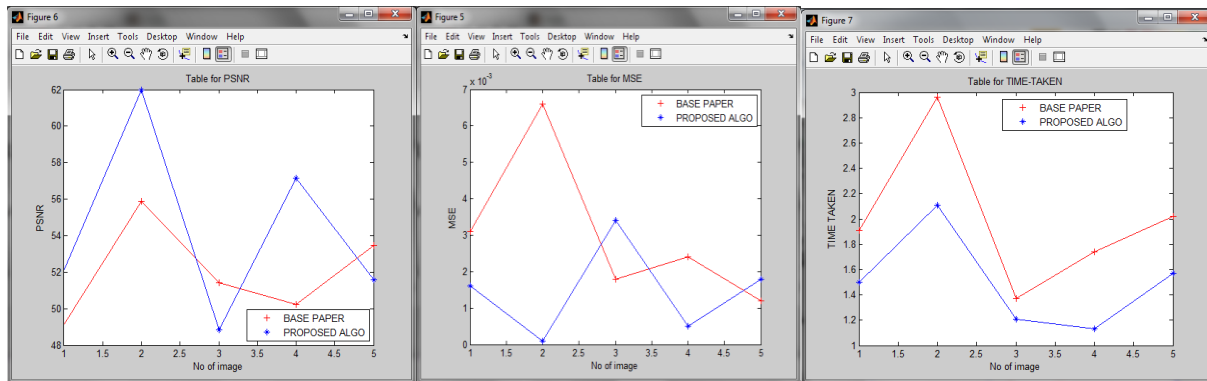 Figure 6
File Edit View Insert Tools Desktop Window Help
Table for PSNR
62
60
58
56
54
52
50
48
PSNR
BASE PAPER
PROPOSED ALGO
1 1.5 2 2.5 3 3.5 4 4.5 5
No of image
Figure 5
File Edit View Insert Tools Desktop Window Help
x 10^-3
Table for MSE
7
6
5
4
3
2
1
0
MSE
BASE PAPER
PROPOSED ALGO
1 1.5 2 2.5 3 3.5 4 4.5 5
No of image
Figure 7
File Edit View Insert Tools Desktop Window Help
Table for TIME-TAKEN
3
2.8
2.6
2.4
2.2
2
1.8
1.6
1.4
1.2
1
TIME TAKEN
BASE PAPER
PROPOSED ALGO
1 1.5 2 2.5 3 3.5 4 4.5 5
No of image